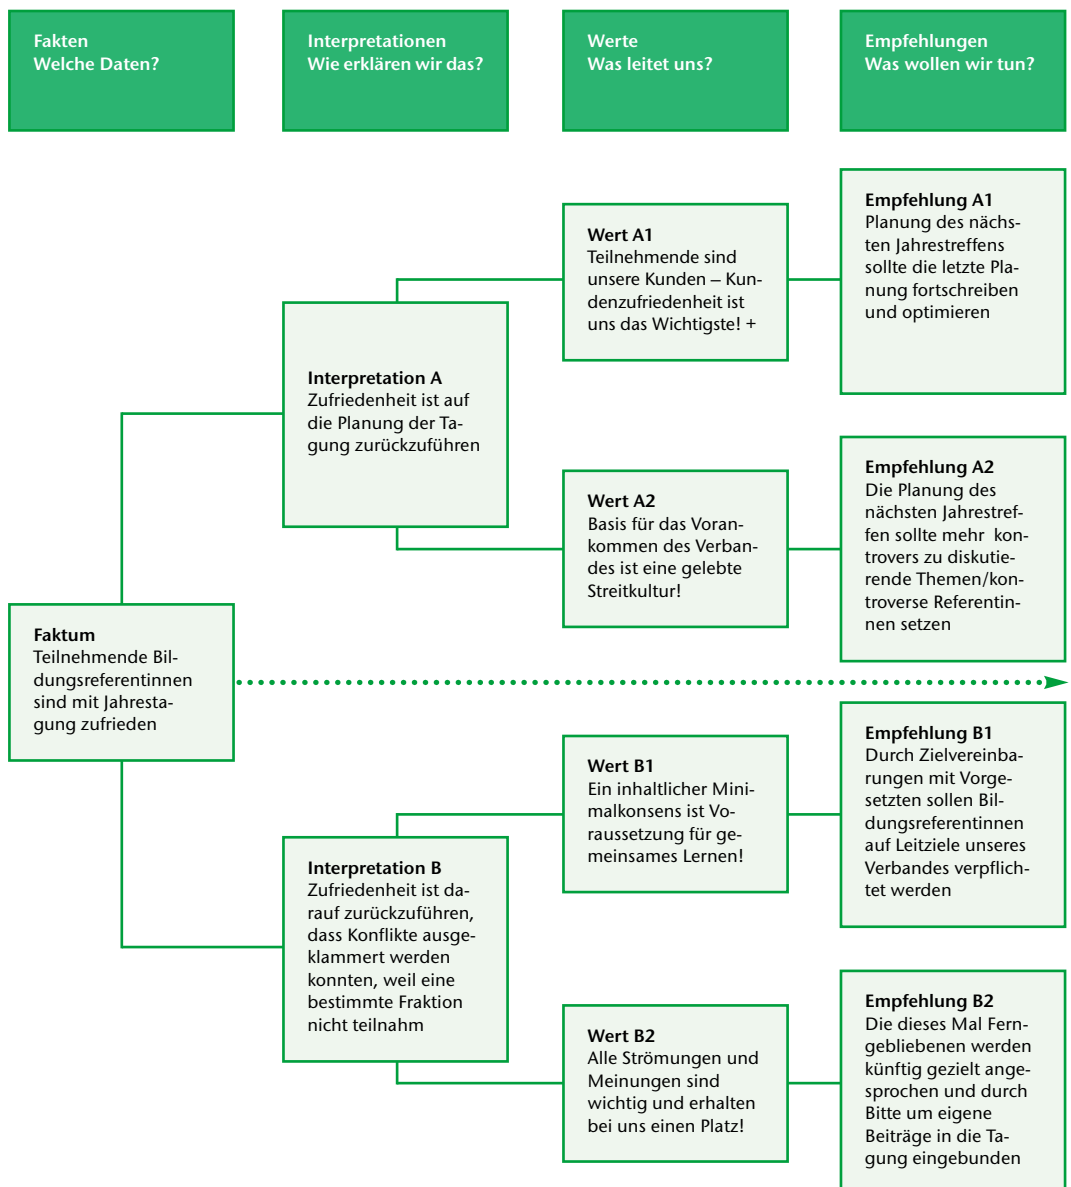 Fakten
Welche Daten?
Interpretationen
Wie erklären wir das?
Werte
Was leitet uns?
Empfehlungen
Was wollen wir tun?
Faktum
Teilnehmende Bil-
dungsreferentinnen
sind mit Jahresta-
gung zufrieden
Interpretation A
Zufriedenheit ist auf
die Planung der Ta-
gung zurückzuführen
Wert A1
Teilnehmende sind
unsere Kunden – Kun-
denzufriedenheit ist
uns das Wichtigste! +
Empfehlung A1
Planung des nächs-
ten Jahrestreffens
sollte die letzte Pla-
nung fortschreiben
und optimieren
Wert A2
Basis für das Voran-
kommen des Verban-
des ist eine gelebte
Streitkultur!
Empfehlung A2
Die Planung des
nächsten Jahrestref-
fen sollte mehr  kon-
trovers zu diskutie-
rende Themen/kon-
troverse Referentin-
nen setzen
Interpretation B
Zufriedenheit ist da-
rauf zurückzuführen,
dass Konflikte ausge-
klammert werden
konnten, weil eine
bestimmte Fraktion
nicht teilnahm
Wert B1
Ein inhaltlicher Mini-
malkonsens ist Vo-
raussetzung für ge-
meinsames Lernen!
Empfehlung B1
Durch Zielvereinba-
rungen mit Vorge-
setzten sollen Bil-
dungsreferentinnen
auf Leitziele unseres
Verbandes verpflich-
tet werden
Wert B2
Alle Strömungen und
Meinungen sind
wichtig und erhalten
bei uns einen Platz!
Empfehlung B2
Die dieses Mal Fern-
gebliebenen werden
künftig gezielt ange-
sprochen und durch
Bitte um eigene
Beiträge in die Ta-
gung eingebunden